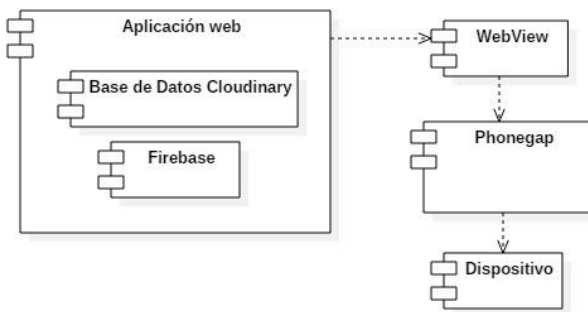 Aplicación web
Base de Datos Cloudinary
Firebase
WebView
Phonegap
Dispositivo